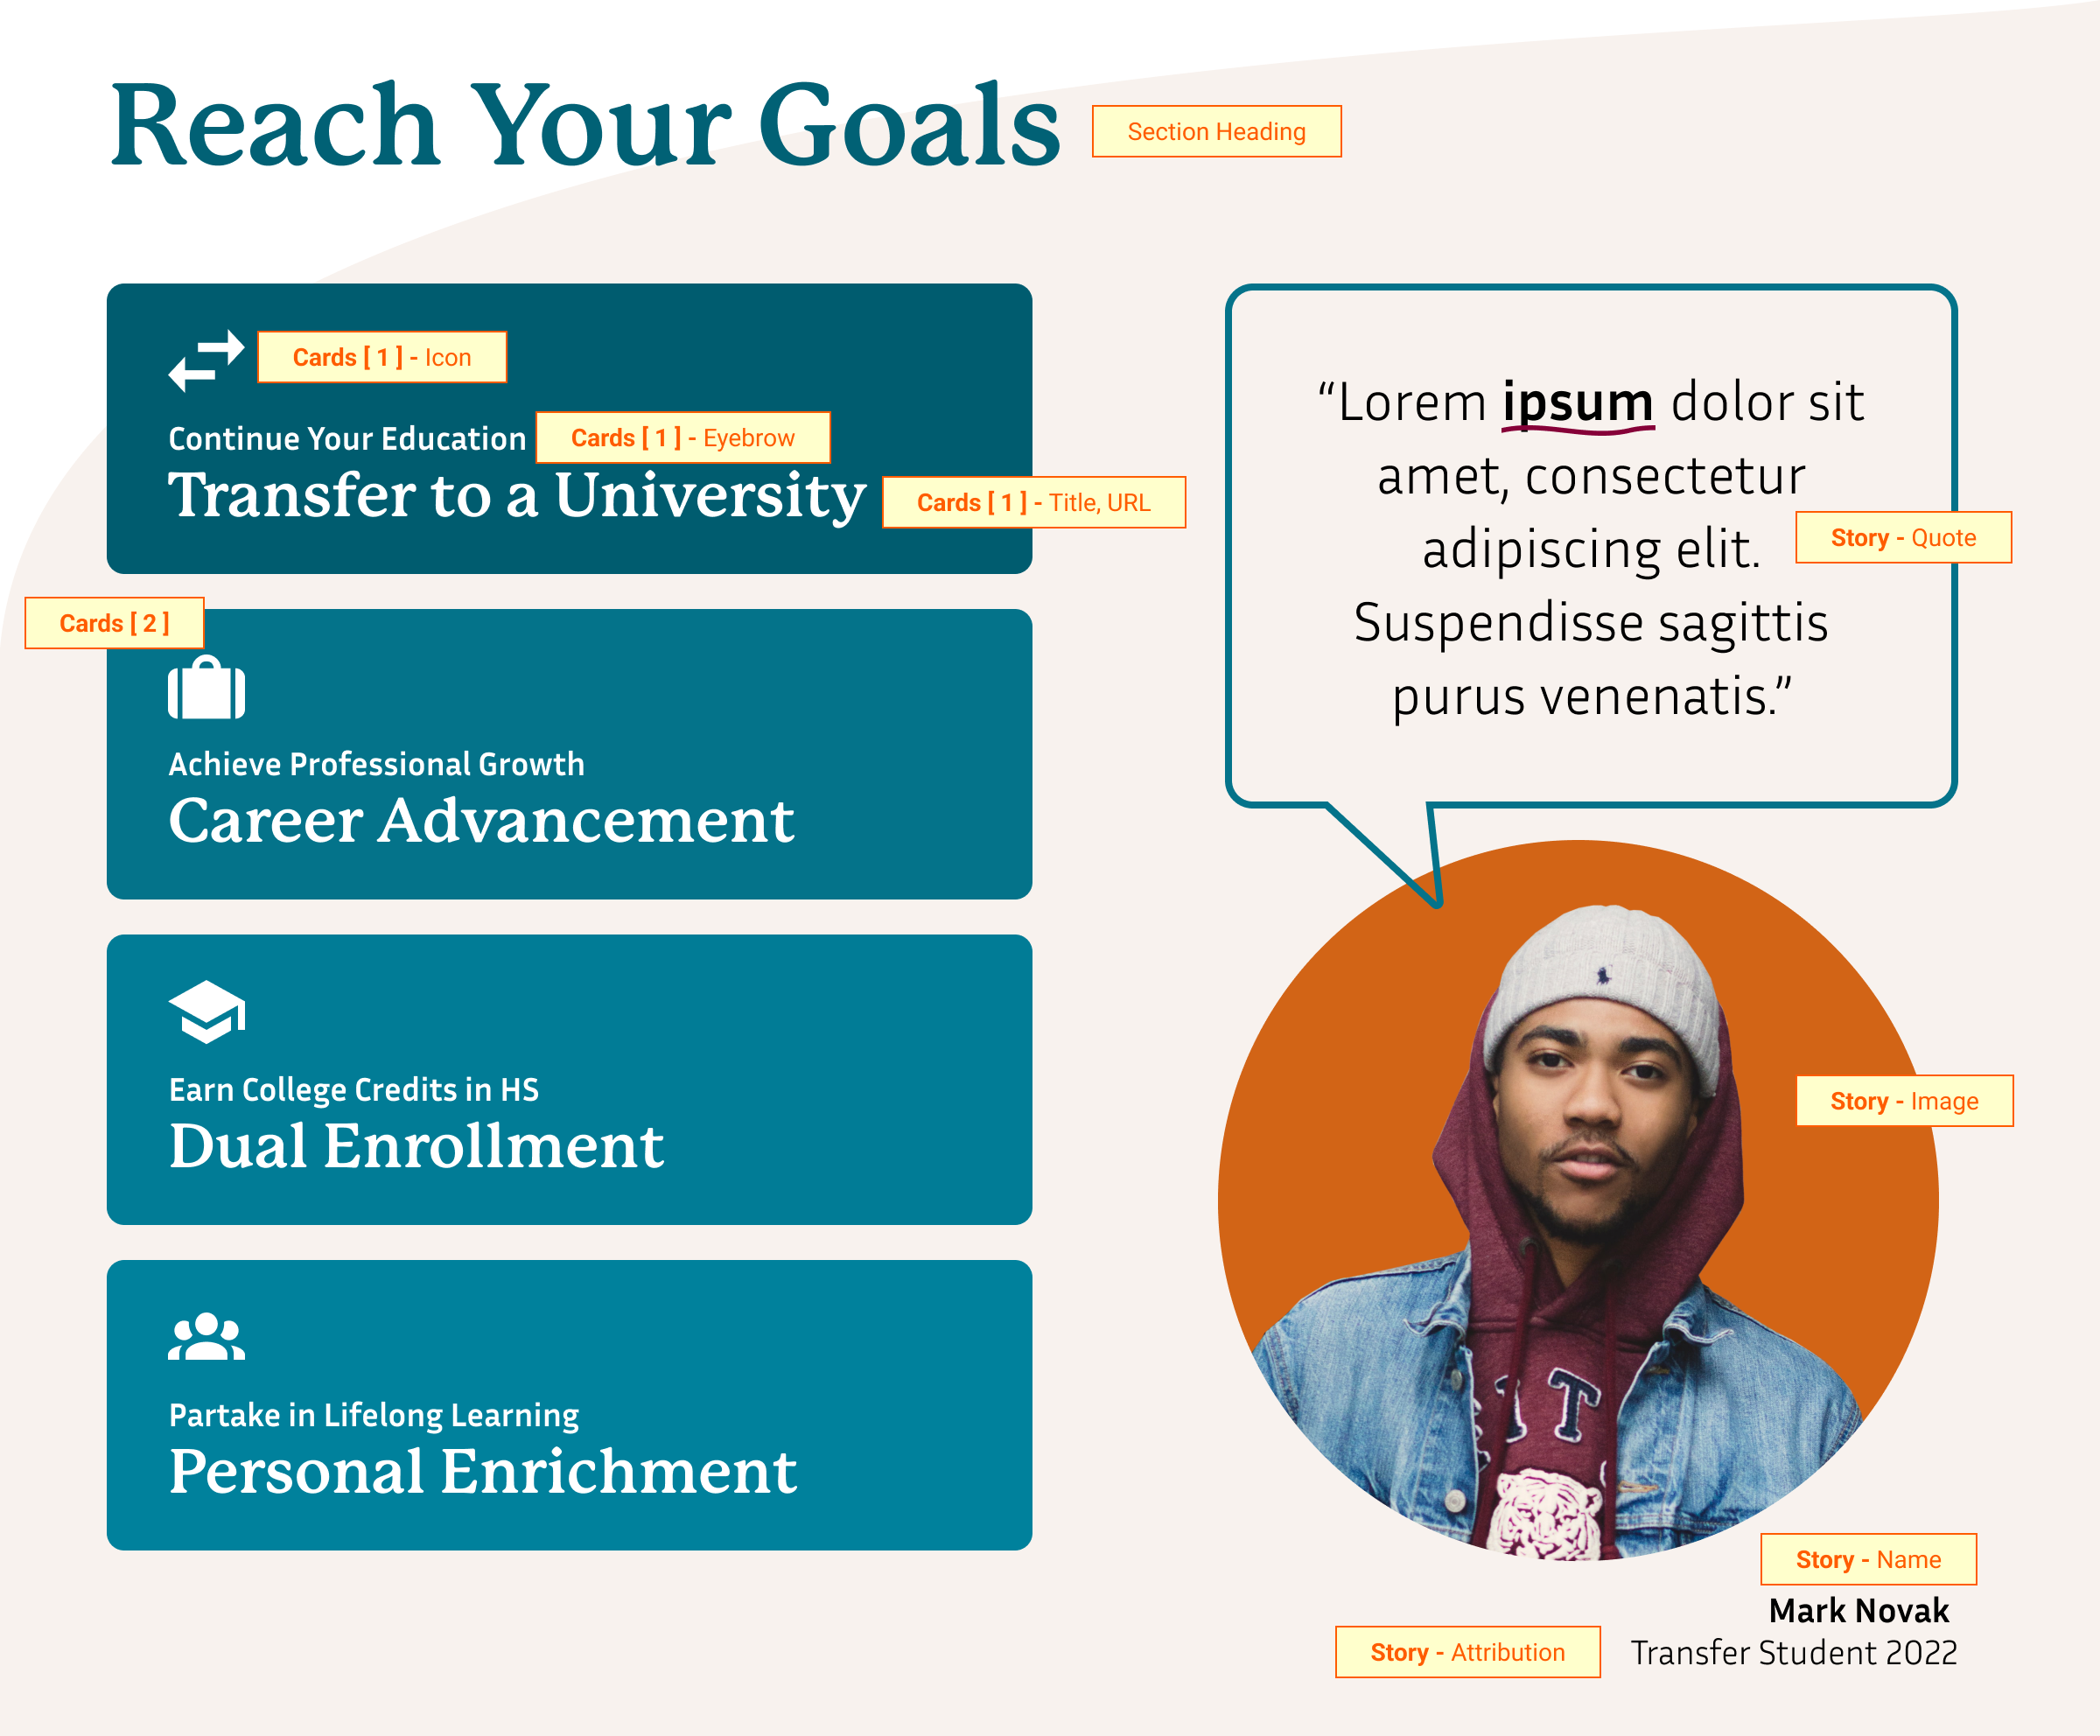 Reach Your Goals
Section Heading
Cards [ 1 ] - Icon
Continue Your Education
Cards [ 1 ] - Eyebrow
Transfer to a University
Cards [ 1 ] - Title, URL
Cards [ 2 ]
Achieve Professional Growth
Career Advancement
Earn College Credits in HS
Dual Enrollment
Partake in Lifelong Learning
Personal Enrichment
“Lorem ipsum dolor sit
amet, consectetur
adipiscing elit.
Suspendisse sagittis
purus venenatis.”
Story - Quote
Story - Image
Story - Name
Mark Novak
Story - Attribution
Transfer Student 2022